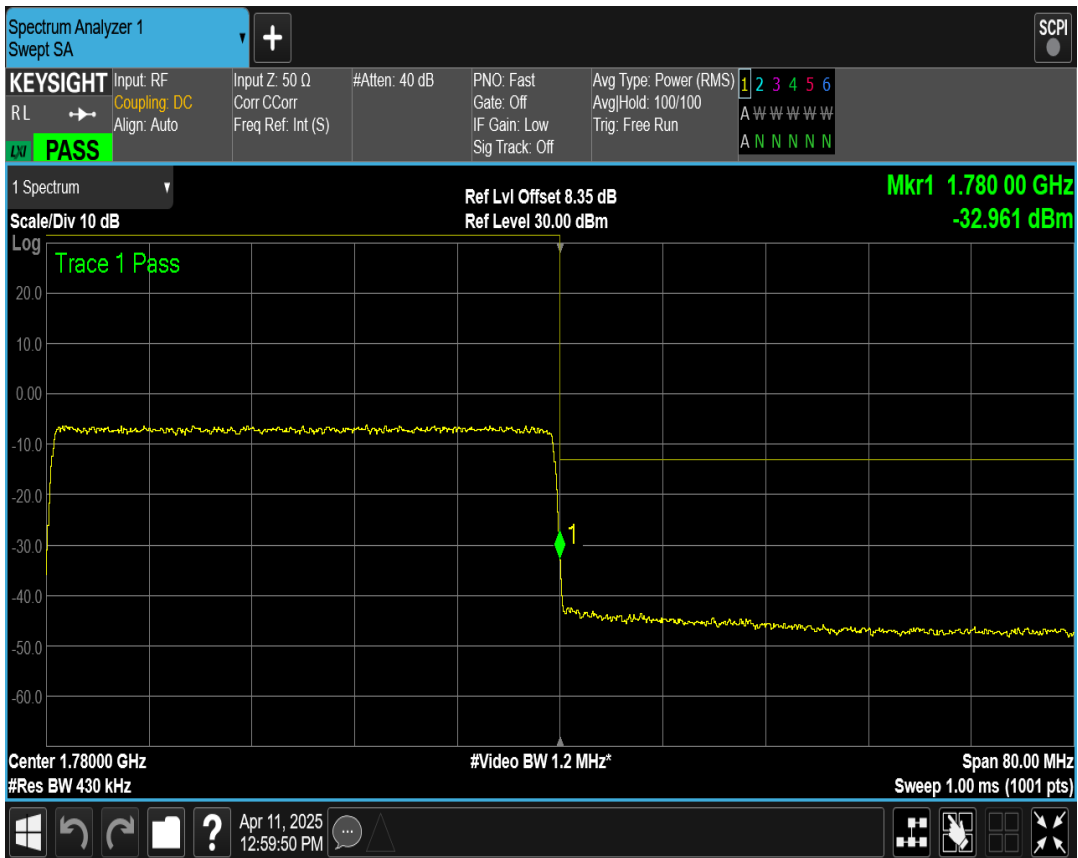 Spectrum Analyzer 1
Swept SA
SCPI
KEYSIGHT
R L
LXI PASS
Input: RF
Coupling: DC
Align: Auto
Input Z: 50 Ω
Corr CCorr
Freq Ref: Int (S)
#Atten: 40 dB
PNO: Fast
Gate: Off
IF Gain: Low
Sig Track: Off
Avg Type: Power (RMS)
Avg|Hold: 100/100
Trig: Free Run
1 2 3 4 5 6
A W W W W W
A N N N N N
1 Spectrum
Scale/Div 10 dB
Ref Lvl Offset 8.35 dB
Ref Level 30.00 dBm
Mkr1 1.780 00 GHz
-32.961 dBm
Log
Trace 1 Pass
20.0
10.0
0.00
-10.0
-20.0
1
-30.0
-40.0
-50.0
-60.0
Center 1.78000 GHz
#Res BW 430 kHz
#Video BW 1.2 MHz*
Span 80.00 MHz
Sweep 1.00 ms (1001 pts)
?
Apr 11, 2025
12:59:50 PM